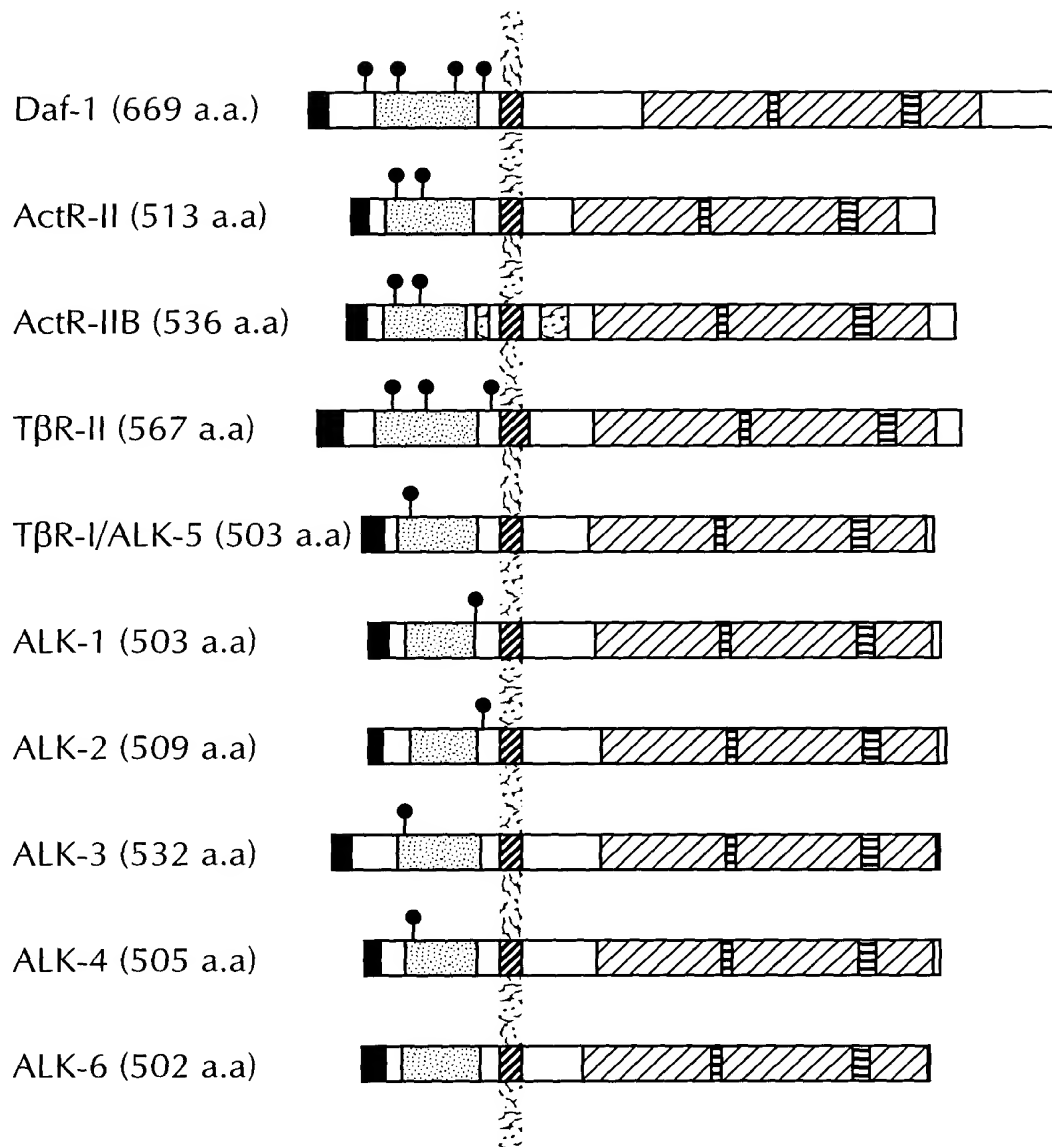 Daf-1 (669 a.a.)
ActR-II (513 a.a)
ActR-IIB (536 a.a)
TβR-II (567 a.a)
TβR-I/ALK-5 (503 a.a)
ALK-1 (503 a.a)
ALK-2 (509 a.a)
ALK-3 (532 a.a)
ALK-4 (505 a.a)
ALK-6 (502 a.a)